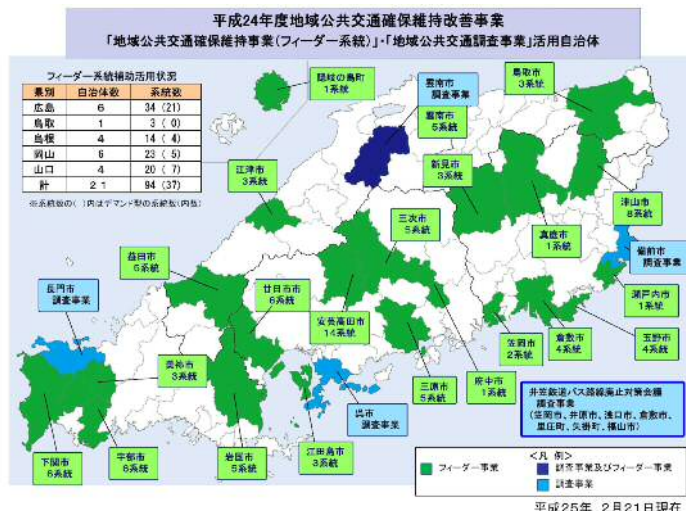 平成24年度地域公共交通確保維持改善事業
「地域公共交通確保維持事業(フィーダー系統)」・「地域公共交通調査事業」活用自治体
フィーダー系統補助活用状況
県別 自治体数 系統数
広島 6 34 (21)
鳥取 1 3 (0)
島根 4 14 (4)
岡山 6 23 (5)
山口 4 20 (7)
計 21 94 (37)
※系統数の( )内はデマンド型の系統数(内数)
隠岐の島町
1系統
雲南市
調査事業
雲南市
5系統
鳥取市
3系統
江津市
3系統
新見市
3系統
津山市
8系統
三次市
5系統
真庭市
1系統
備前市
調査事業
益田市
5系統
長門市
調査事業
廿日市市
6系統
安芸高田市
14系統
瀬戸内市
1系統
美祢市
3系統
笠岡市
2系統
倉敷市
4系統
玉野市
4系統
三原市
5系統
府中市
1系統
呉市
調査事業
江田島市
3系統
下関市
6系統
宇部市
6系統
岩国市
5系統
井笠鉄道バス路線廃止対策会議
調査事業
(笠岡市、井原市、浅口市、倉敷市、
里庄町、矢掛町、福山市)
<凡 例>
フィーダー事業
調査事業及びフィーダー事業
調査事業
平成25年 2月21日現在